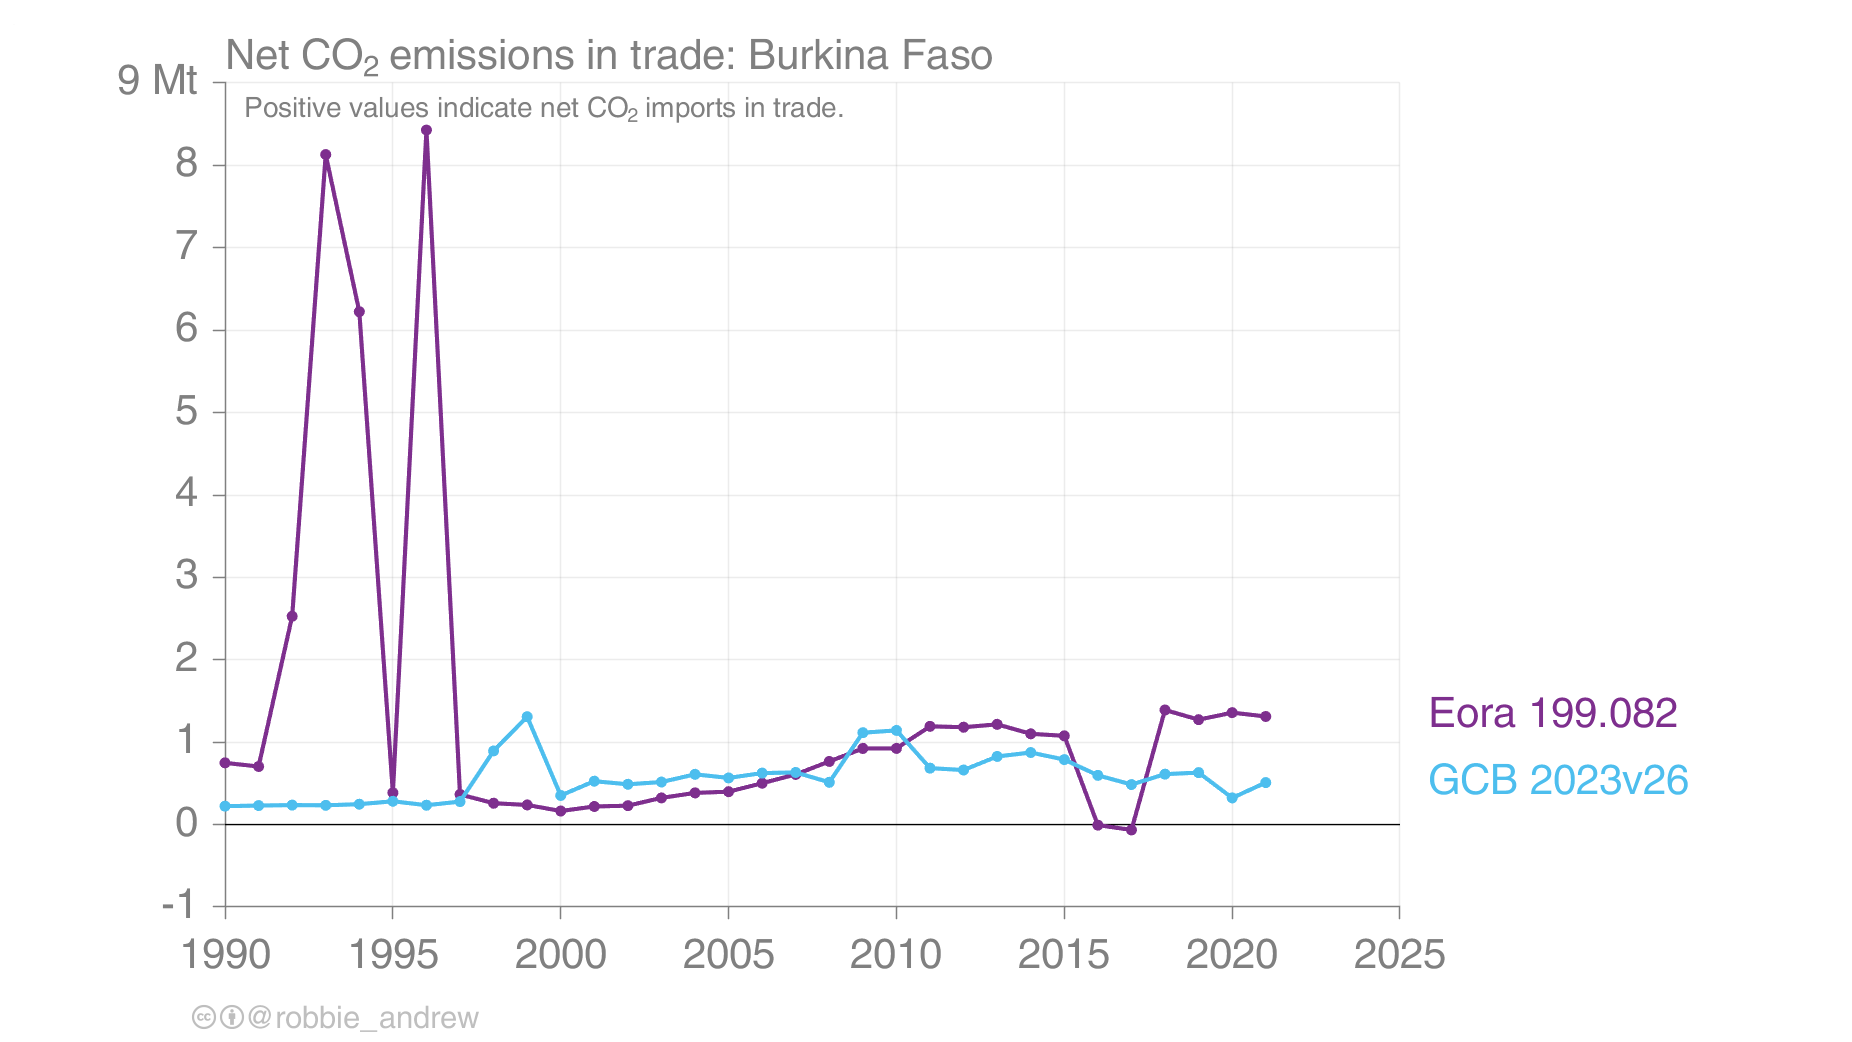 Net CO₂ emissions in trade: Burkina Faso
9 Mt
Positive values indicate net CO₂ imports in trade.
8
7
6
5
4
3
2
1
0
-1
Eora 199.082
GCB 2023v26
1990 1995 2000 2005 2010 2015 2020 2025
cc @robbie_andrew